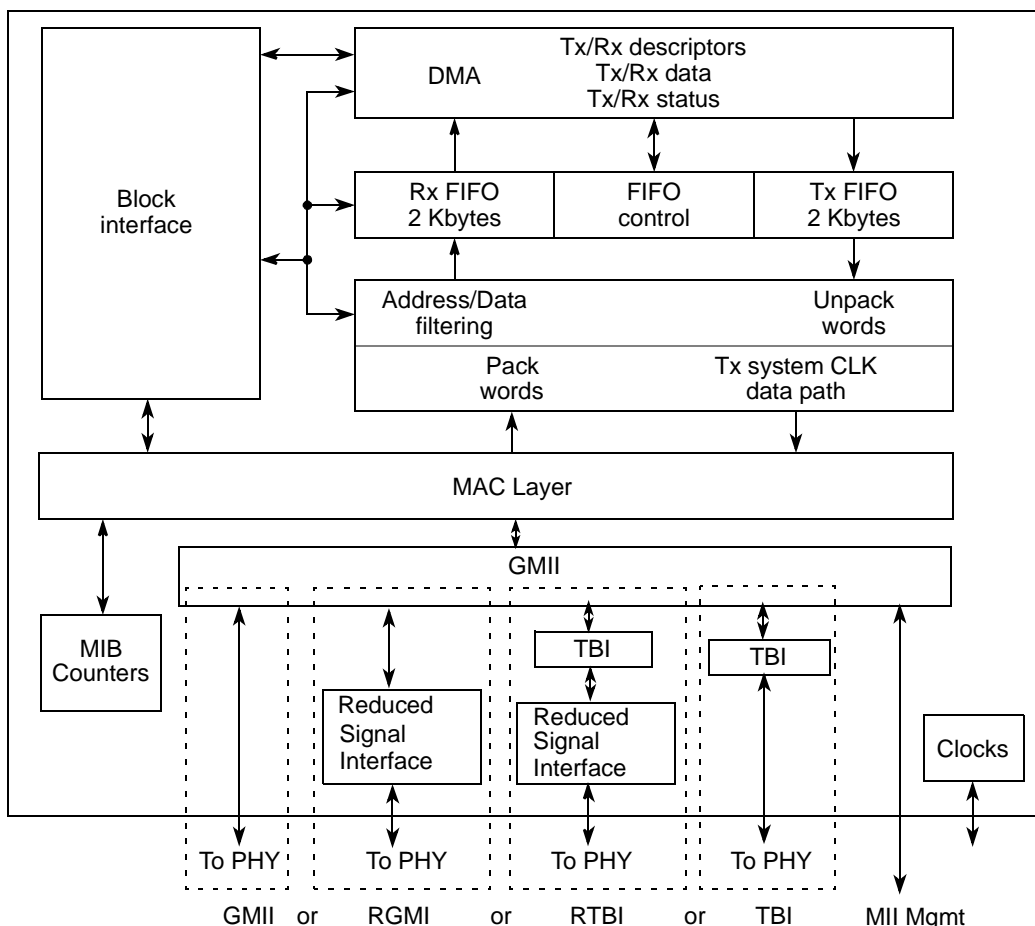 Tx/Rx descriptors
DMA
Tx/Rx data
Tx/Rx status
Block
interface
Rx FIFO
2 Kbytes
FIFO
control
Tx FIFO
2 Kbytes
Address/Data
filtering
Unpack
words
Pack
words
Tx system CLK
data path
MAC Layer
GMII
MIB
Counters
TBI
TBI
Reduced
Signal
Interface
Reduced
Signal
Interface
Clocks
To PHY
To PHY
To PHY
To PHY
GMII or RGMI or RTBI or TBI MII Mgmt